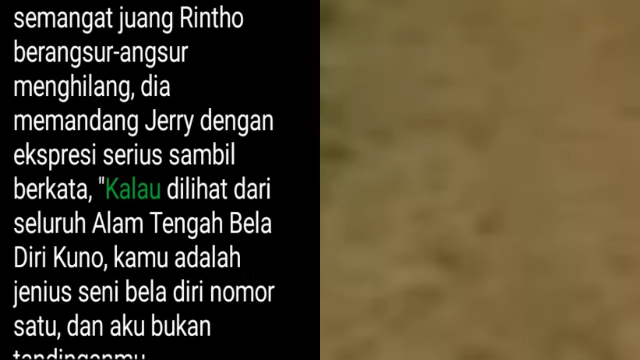 semangat juang Rintho
berangsur-angsur
menghilang, dia
memandang Jerry dengan
ekspresi serius sambil
berkata, "Kalau dilihat dari
seluruh Alam Tengah Bela
Diri Kuno, kamu adalah
jenius seni bela diri nomor
satu, dan aku bukan
tandinganmu